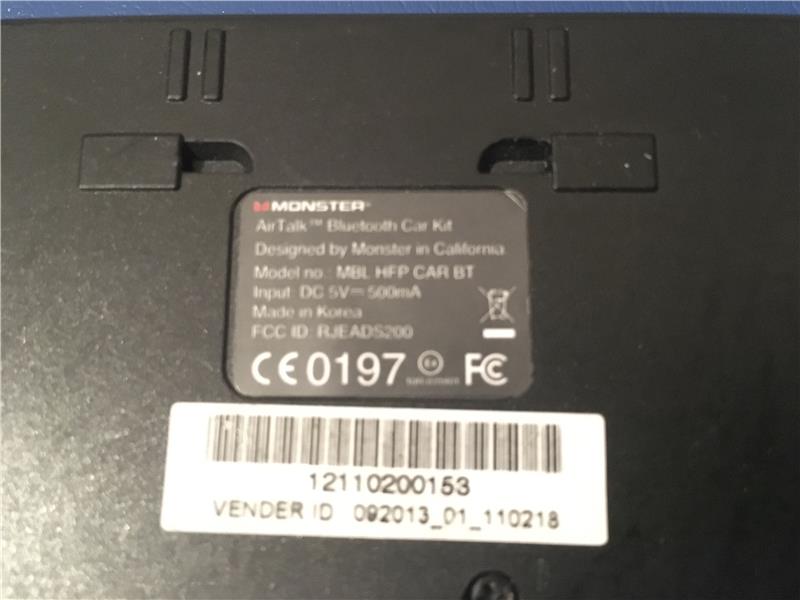 MONSTER
AirTalk™ Bluetooth Car Kit
Designed by Monster in California
Model no.: MBL HFP CAR BT
Input: DC 5V⎓500mA
Made in Korea
FCC ID: RJEADS200
CE0197 FC
12110200153
VENDER ID 092013_01_110218